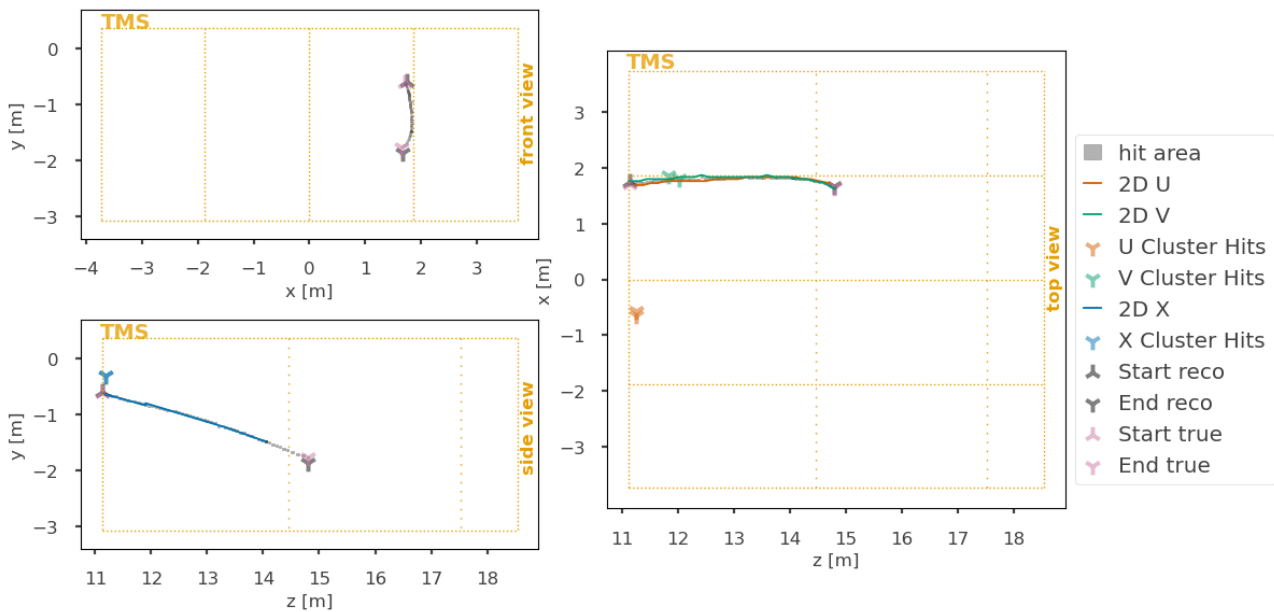 TMS
0
−1
−2
−3
y [m]
−4
−3
−2
−1
0
1
2
3
x [m]
front view
TMS
0
−1
−2
−3
y [m]
11
12
13
14
15
16
17
18
z [m]
side view
TMS
3
2
1
0
−1
−2
−3
x [m]
11
12
13
14
15
16
17
18
z [m]
top view
hit area
2D U
2D V
U Cluster Hits
V Cluster Hits
2D X
X Cluster Hits
Start reco
End reco
Start true
End true